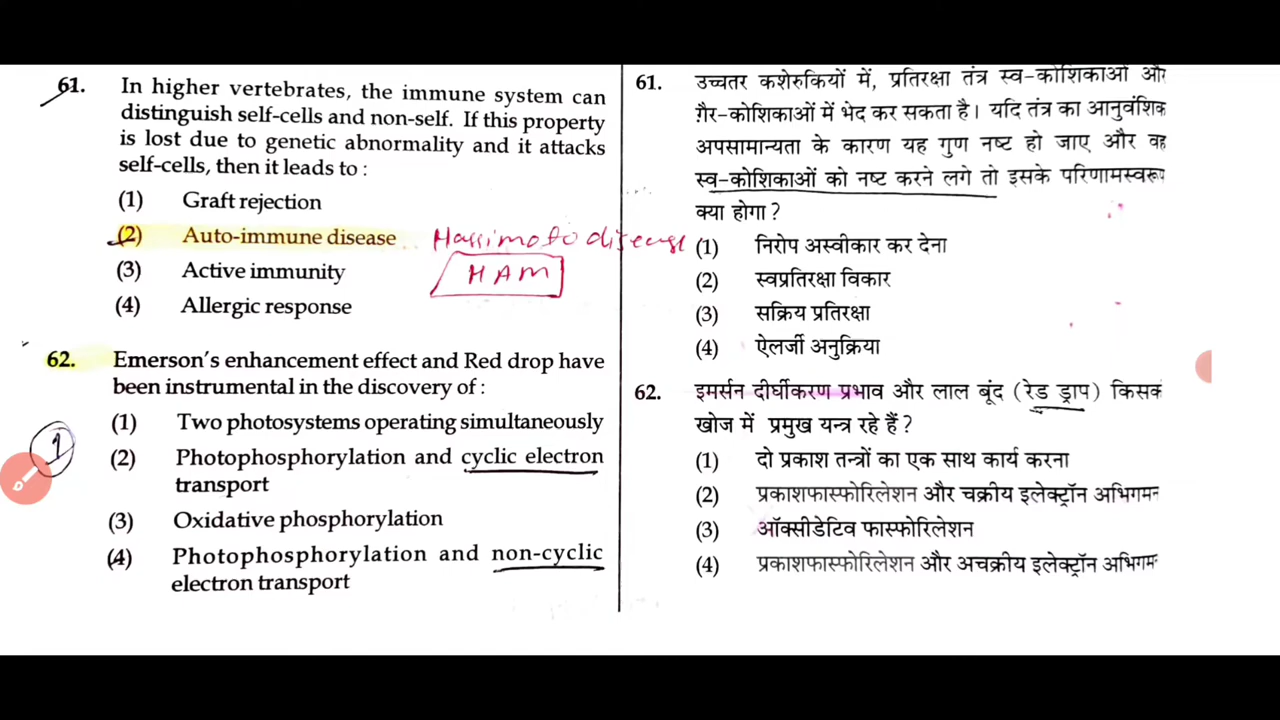 61. In higher vertebrates, the immune system can
distinguish self-cells and non-self. If this property
is lost due to genetic abnormality and it attacks
self-cells, then it leads to :
(1) Graft rejection
(2) Auto-immune disease Hassimoto disease
(3) Active immunity HAM
(4) Allergic response
62. Emerson's enhancement effect and Red drop have
been instrumental in the discovery of :
(1) Two photosystems operating simultaneously
1
(2) Photophosphorylation and cyclic electron
transport
(3) Oxidative phosphorylation
(4) Photophosphorylation and non-cyclic
electron transport
61. उच्चतर कशेरुकियों में, प्रतिरक्षा तंत्र स्व-कोशिकाओं और
ग़ैर-कोशिकाओं में भेद कर सकता है। यदि तंत्र का आनुवंशिक
अपसामान्यता के कारण यह गुण नष्ट हो जाए और वह
स्व-कोशिकाओं को नष्ट करने लगे तो इसके परिणामस्वरूप
क्या होगा ?
(1) निरोप अस्वीकार कर देना
(2) स्वप्रतिरक्षा विकार
(3) सक्रिय प्रतिरक्षा
(4) ऐलर्जी अनुक्रिया
62. इमर्सन दीर्घीकरण प्रभाव और लाल बूंद (रेड ड्राप) किसके
खोज में प्रमुख यन्त्र रहे हैं ?
(1) दो प्रकाश तन्त्रों का एक साथ कार्य करना
(2) प्रकाशफास्फोरिलेशन और चक्रीय इलेक्ट्रॉन अभिगमन
(3) ऑक्सीडेटिव फास्फोरिलेशन
(4) प्रकाशफास्फोरिलेशन और अचक्रीय इलेक्ट्रॉन अभिगमन